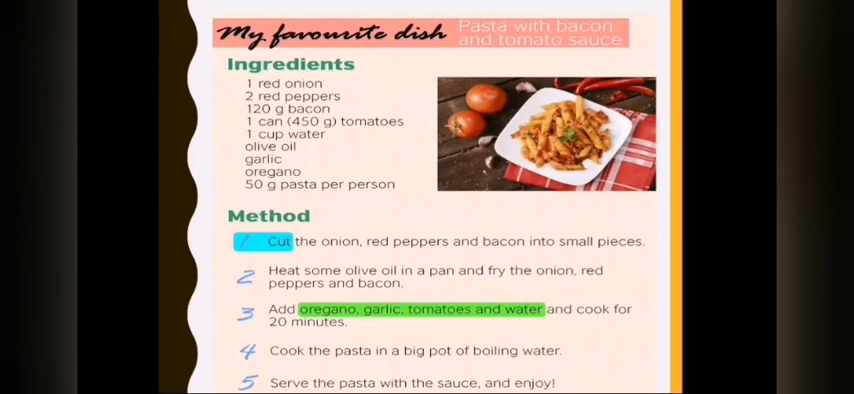 My favourite dish
Pasta with bacon
and tomato sauce
Ingredients
1 red onion
2 red peppers
120 g bacon
1 can (450 g) tomatoes
1 cup water
olive oil
garlic
oregano
50 g pasta per person
Method
1 Cut the onion, red peppers and bacon into small pieces.
2 Heat some olive oil in a pan and fry the onion, red
peppers and bacon.
3 Add oregano, garlic, tomatoes and water and cook for
20 minutes.
4 Cook the pasta in a big pot of boiling water.
5 Serve the pasta with the sauce, and enjoy!